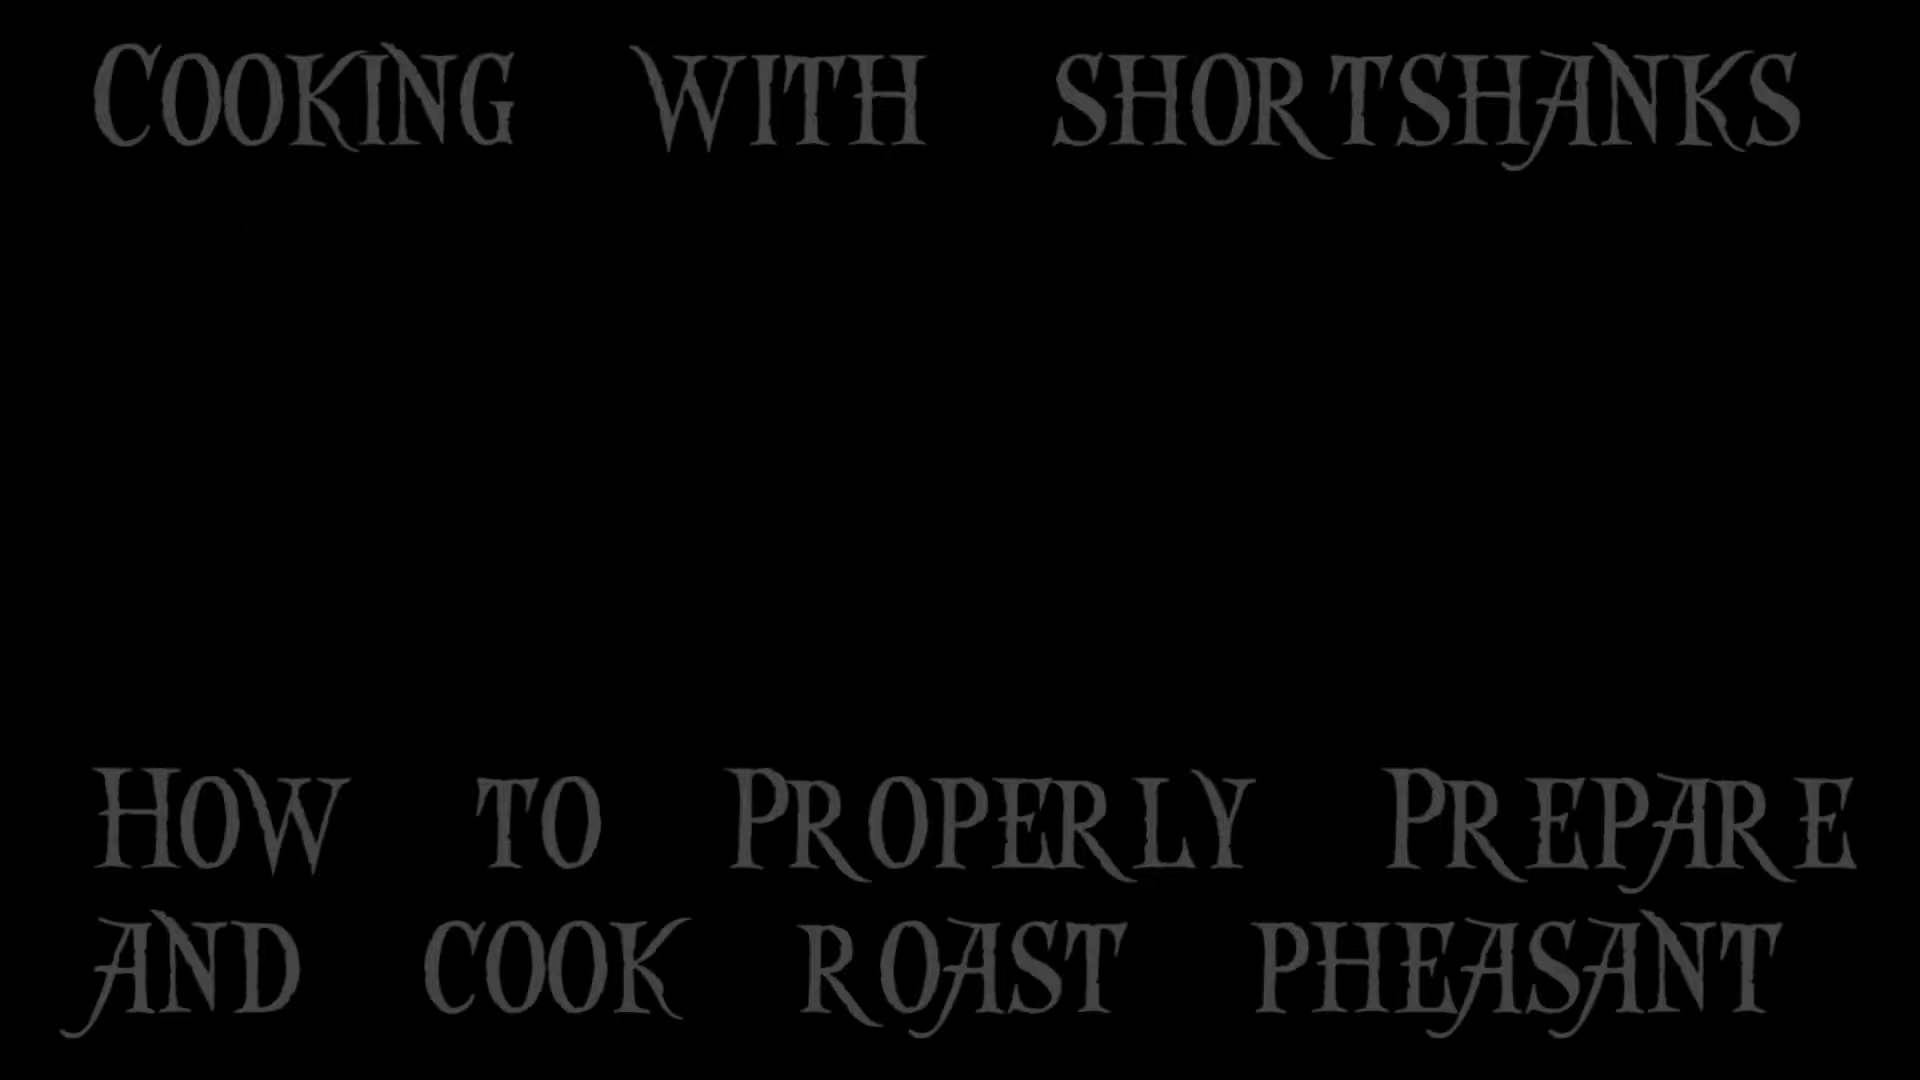 Cooking with shortshanks
How to Properly Prepare
and cook roast pheasant